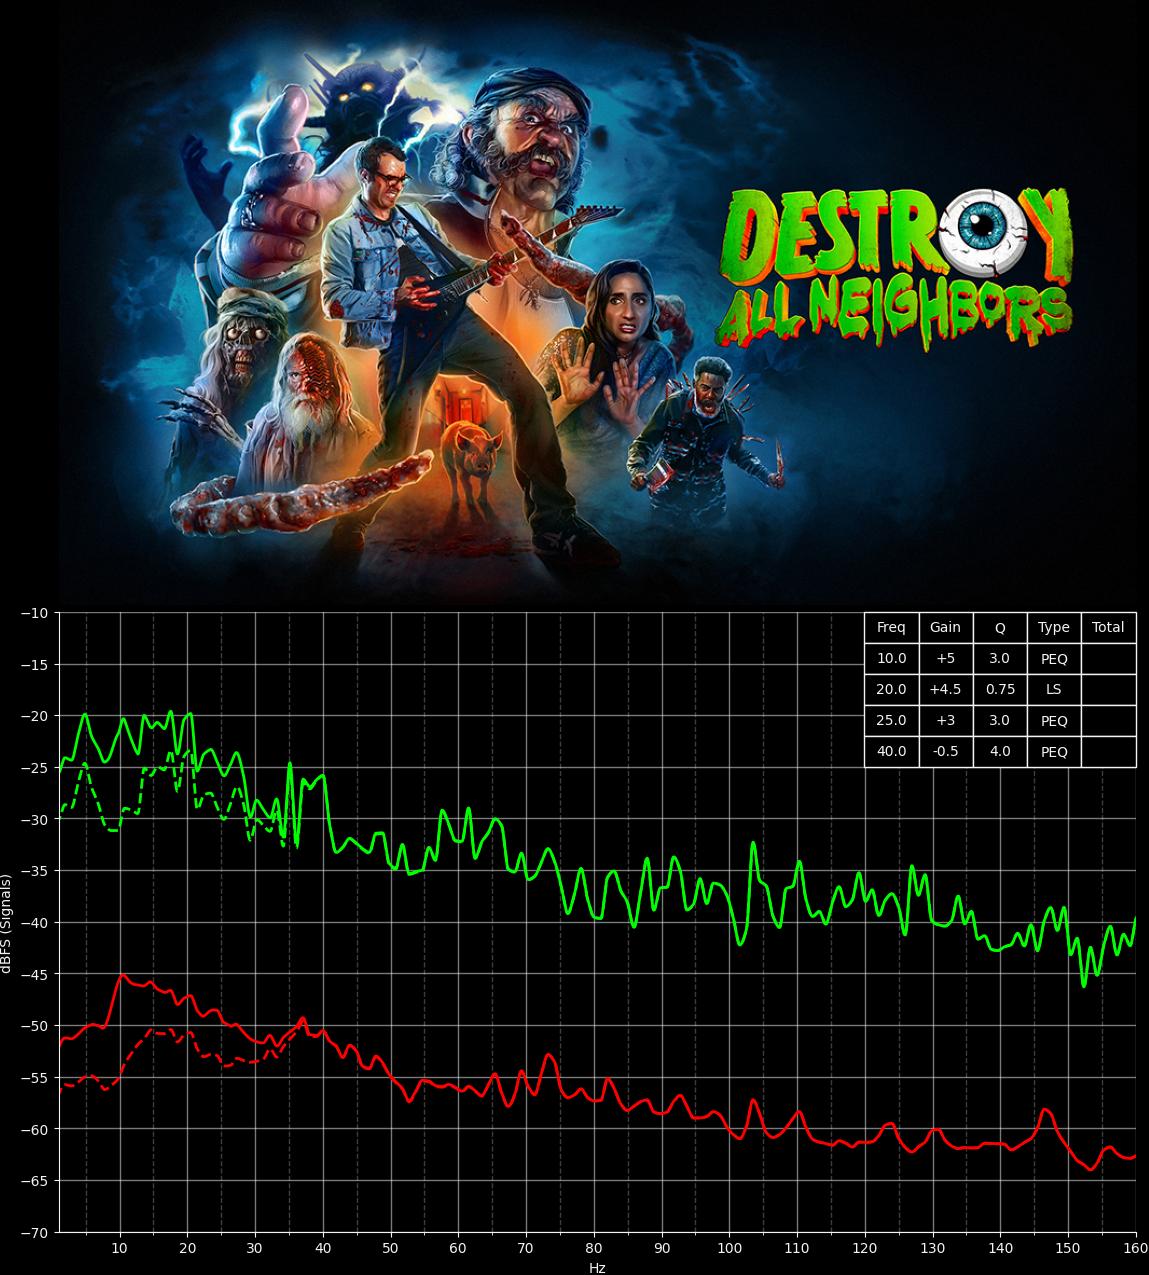 DESTROY
ALL NEIGHBORS
Freq Gain Q Type Total
10.0 +5 3.0 PEQ
20.0 +4.5 0.75 LS
25.0 +3 3.0 PEQ
40.0 -0.5 4.0 PEQ
−10
−15
−20
−25
−30
−35
−40
−45
−50
−55
−60
−65
−70
dBFS (Signals)
10 20 30 40 50 60 70 80 90 100 110 120 130 140 150 160
Hz